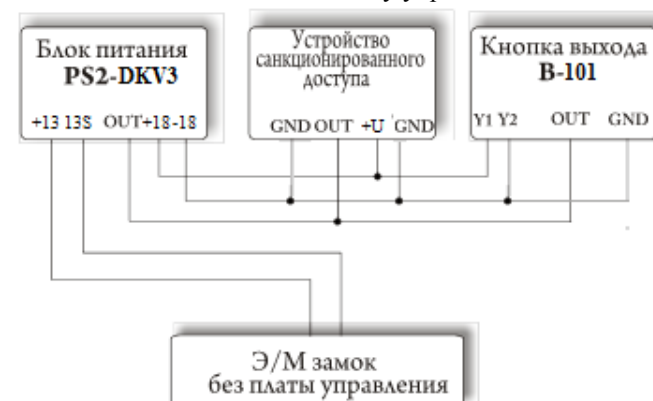 Блок питания
PS2-DKV3
+13 13S OUT+18-18
Устройство
санкционированного
доступа
GND OUT +U GND
Кнопка выхода
B-101
Y1 Y2 OUT GND
Э/М замок
без платы управления